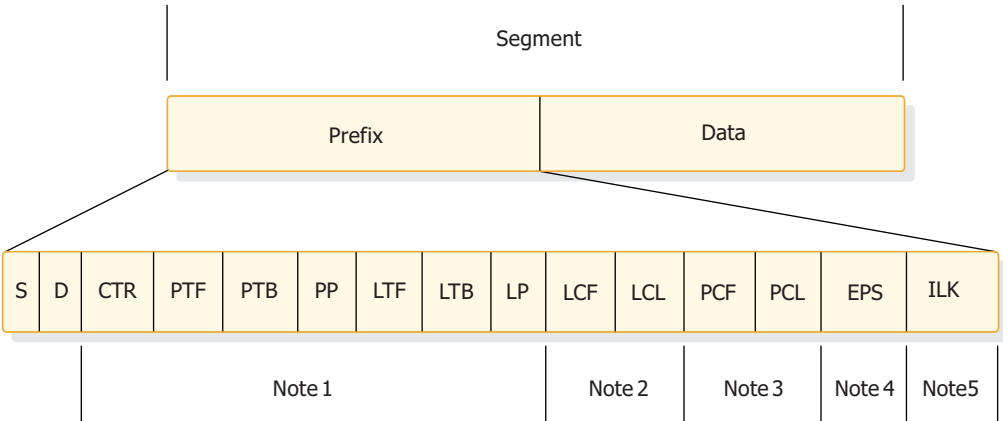 Segment
Prefix Data
S D CTR PTF PTB PP LTF LTB LP LCF LCL PCF PCL EPS ILK
Note 1 Note 2 Note 3 Note 4 Note5